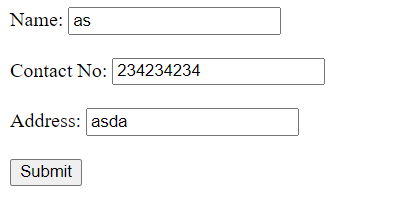 Name: as
Contact No: 234234234
Address: asda
Submit